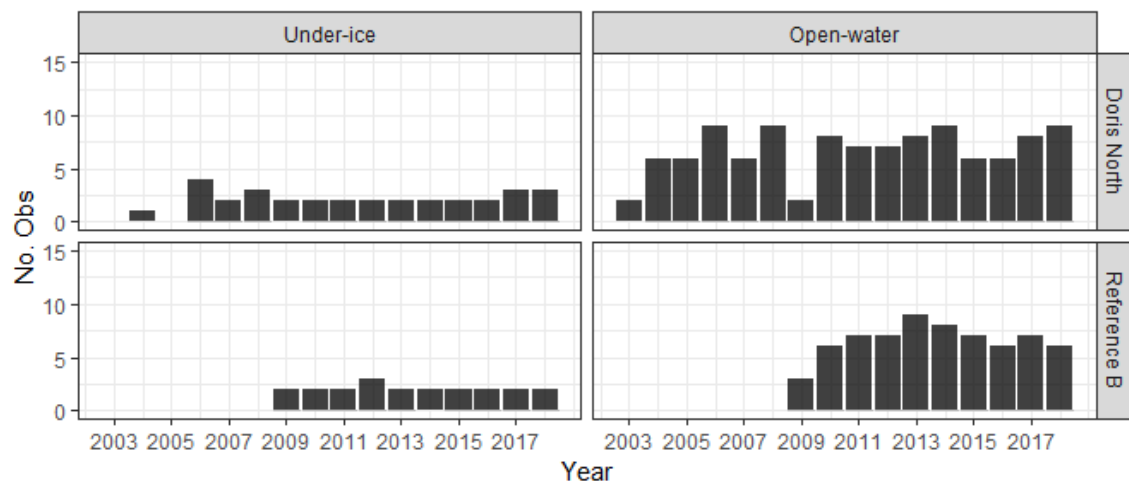 Under-ice Open-water
15
10
5
0
Doris North
No. Obs
15
10
5
0
Reference B
2003 2005 2007 2009 2011 2013 2015 2017 2003 2005 2007 2009 2011 2013 2015 2017
Year